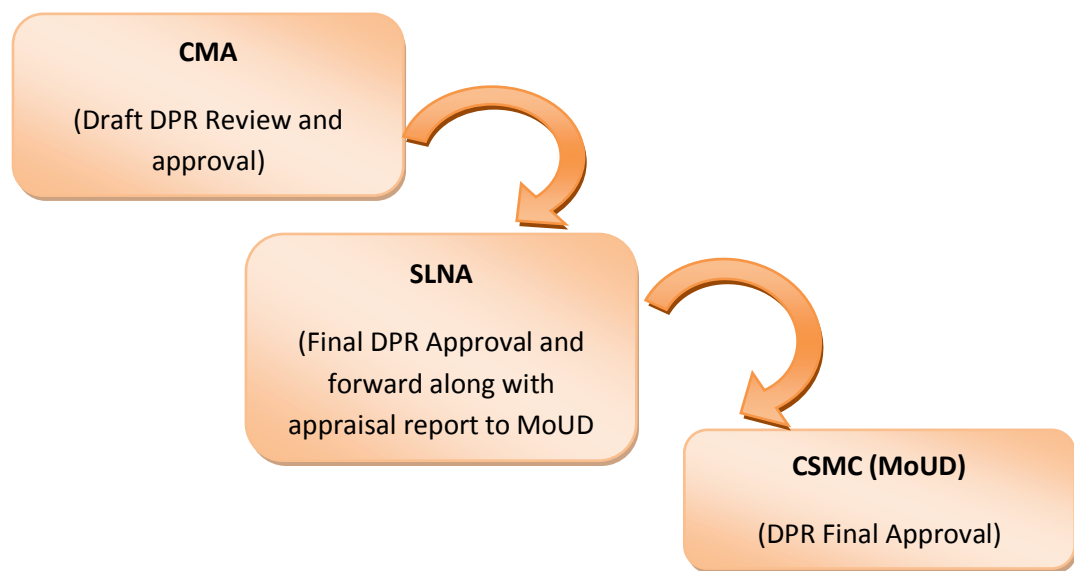 CMA
(Draft DPR Review and
approval)
SLNA
(Final DPR Approval and
forward along with
appraisal report to MoUD
CSMC (MoUD)
(DPR Final Approval)